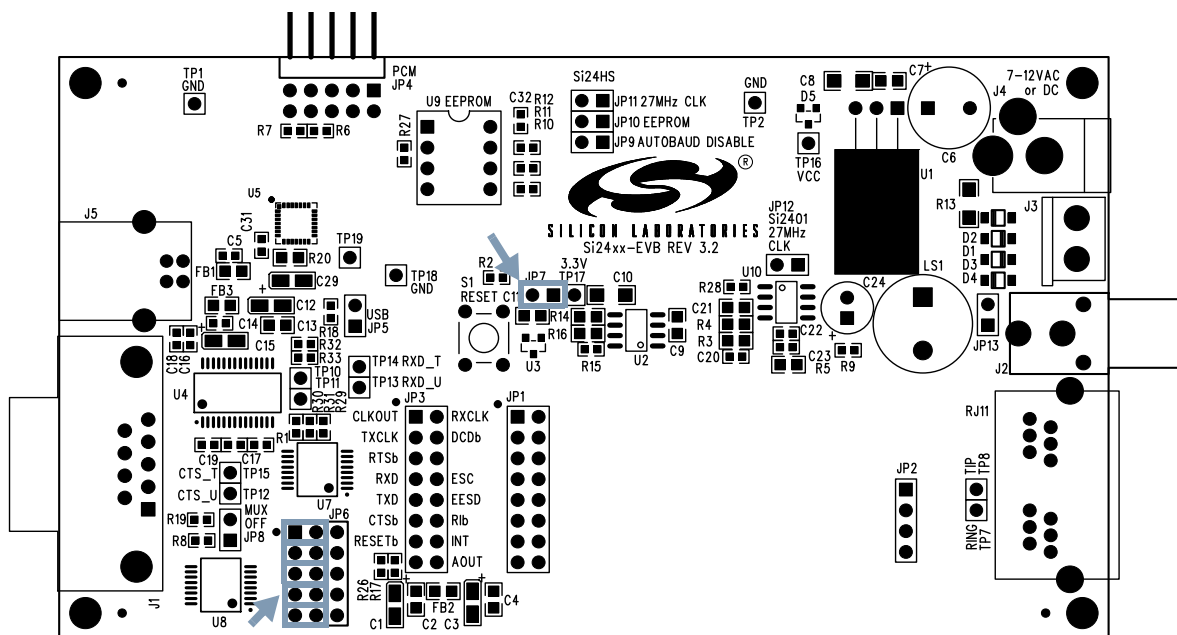 TP1
GND
PCM
JP4
R7
R6
R27
U9 EEPROM
C32
R12
R11
R10
Si24HS
JP11 27MHz CLK
JP10 EEPROM
JP9 AUTOBAUD DISABLE
GND
TP2
C8
D5
TP16
VCC
C7
+
C6
7-12VAC
or DC
J4
U1
R13
J3
®
SILICON LABORATORIES
Si24xx-EVB REV 3.2
JP12
Si2401
27MHz
CLK
D2
D1
D3
D4
J5
U5
C31
C5
FB1
R20
C29
TP19
TP18
GND
FB3
+
C12
C14
C13
R18
USB
JP5
+
C15
C18
C16
R32
R33
TP10
TP11
TP14 RXD_T
TP13 RXD_U
S1
RESET
R2
C11
JP7
3.3V
TP17
C10
R14
R16
U3
R15
U2
C9
U10
R28
C21
R4
R3
C20
C22
C23
R5
C24
+
R9
LS1
JP13
J2
U4
R30
R31
R29
R1
C19
C17
CTS_T
TP15
CTS_U
TP12
MUX
OFF
JP8
R19
R8
U7
U8
J1
JP6
JP3
JP1
CLKOUT
RXCLK
TXCLK
DCDb
RTSb
RXD
ESC
TXD
EESD
CTSb
RIb
RESETb
INT
AOUT
R26
R17
+
C1
C2
FB2
C3
+
C4
JP2
RJ11
TIP
TP8
RING
TP7